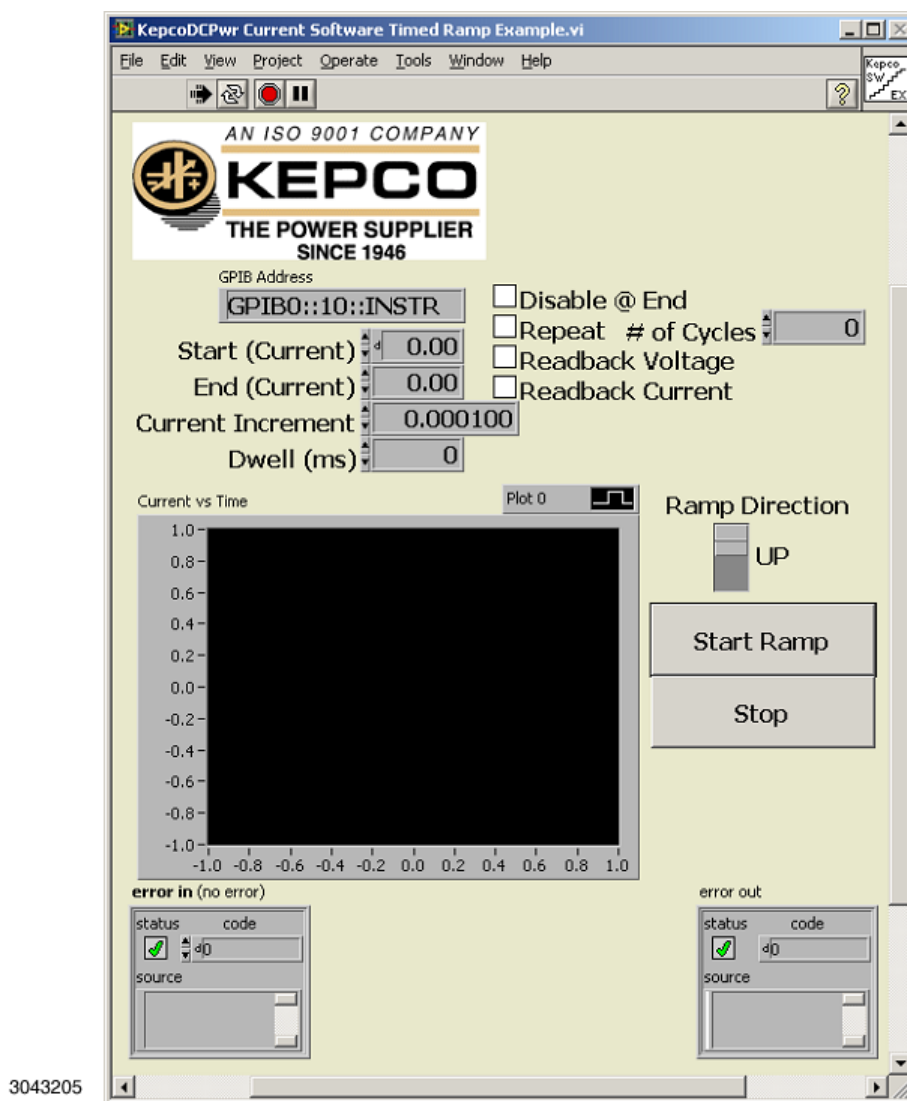 KepcoDCPwr Current Software Timed Ramp Example.vi
File Edit View Project Operate Tools Window Help
Kepco
SW
EX
AN ISO 9001 COMPANY
KEPCO
THE POWER SUPPLIER
SINCE 1946
GPIB Address
GPIB0::10::INSTR
Start (Current) d 0.00
End (Current) 0.00
Current Increment 0.000100
Dwell (ms) 0
Disable @ End
Repeat # of Cycles 0
Readback Voltage
Readback Current
Current vs Time
Plot 0
1.0
0.8
0.6
0.4
0.2
0.0
-0.2
-0.4
-0.6
-0.8
-1.0
-1.0 -0.8 -0.6 -0.4 -0.2 0.0 0.2 0.4 0.6 0.8 1.0
Ramp Direction
UP
Start Ramp
Stop
error in (no error)
status code
d0
source
error out
status code
d0
source
3043205